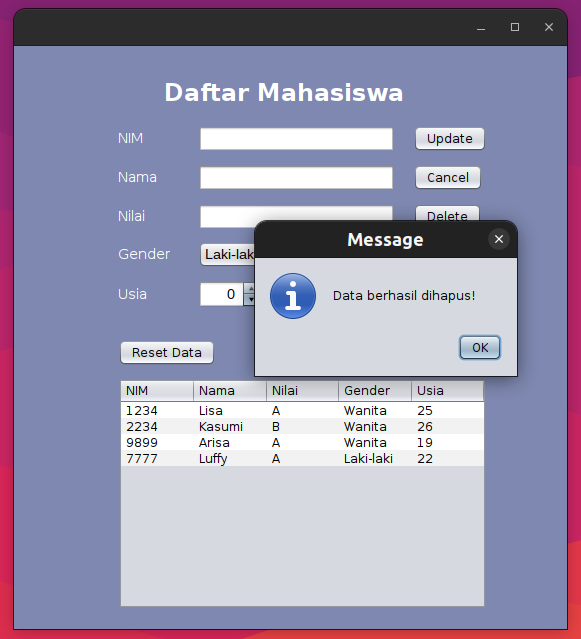 Daftar Mahasiswa
NIM Update
Nama Cancel
Nilai Delete
Message
Gender Laki-lak
Data berhasil dihapus!
Usia 0
OK
Reset Data
NIM Nama Nilai Gender Usia
1234 Lisa A Wanita 25
2234 Kasumi B Wanita 26
9899 Arisa A Wanita 19
7777 Luffy A Laki-laki 22